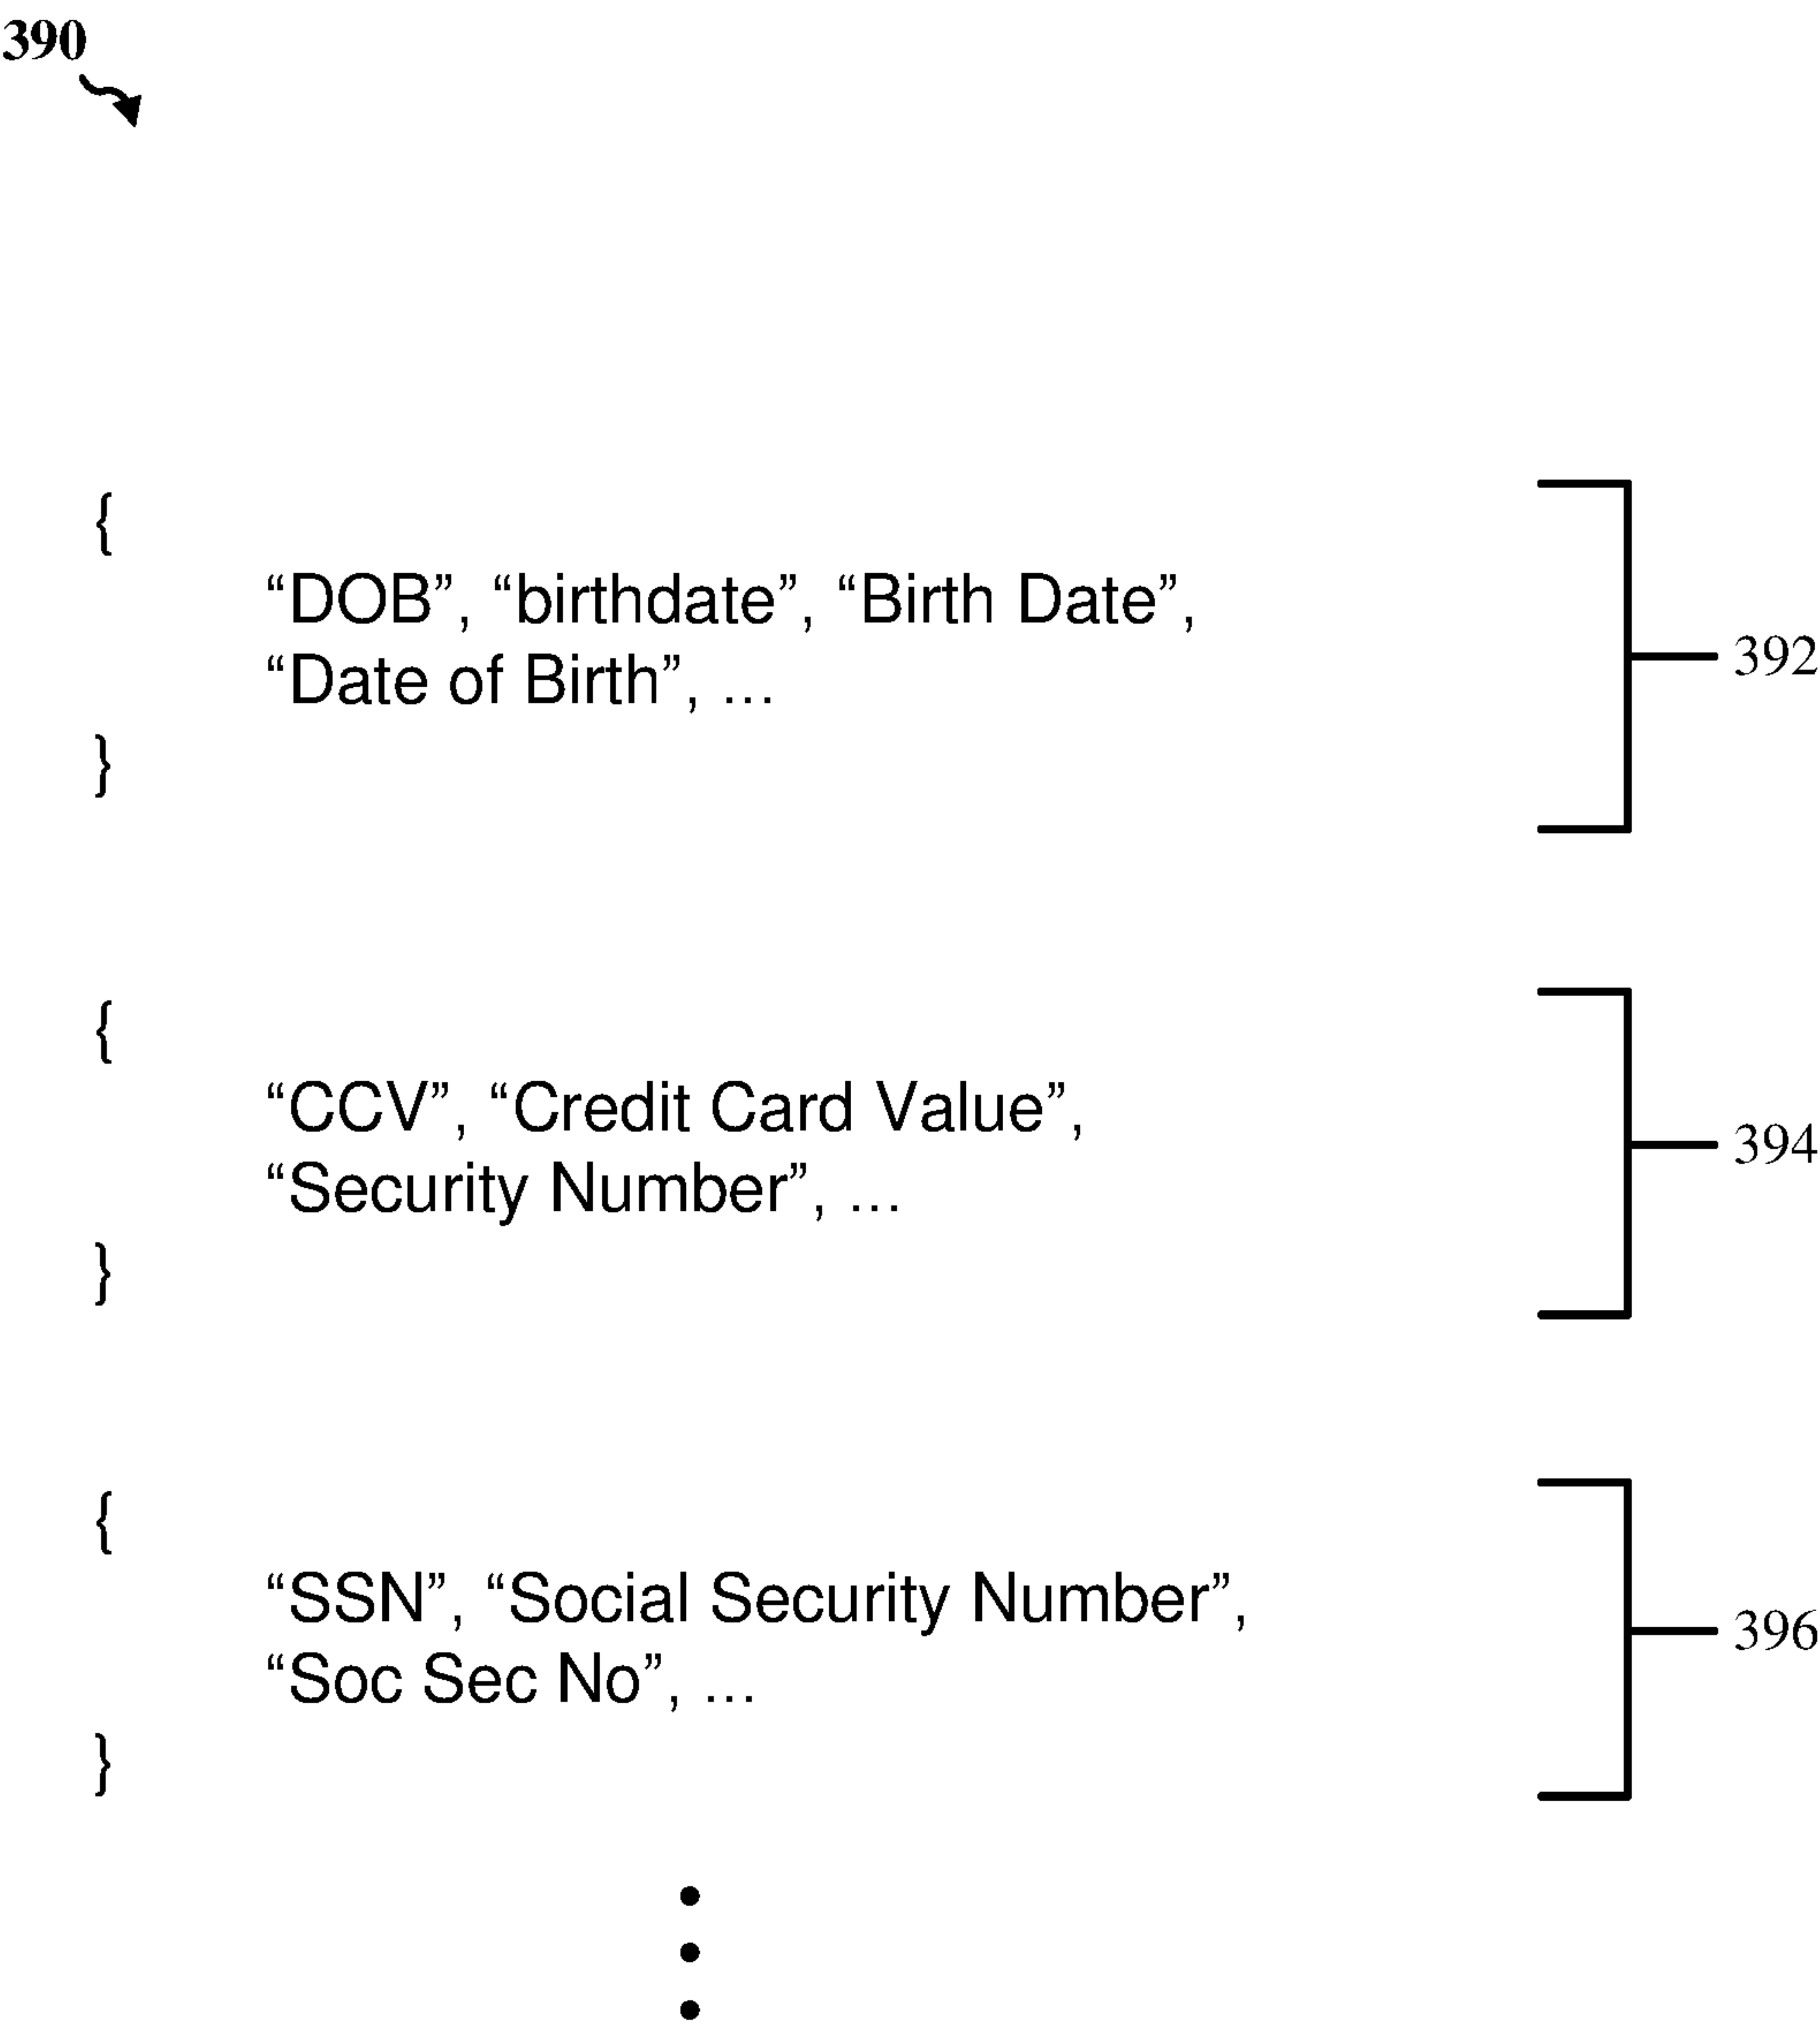 390
{
“DOB”, “birthdate”, “Birth Date”,
“Date of Birth”, ...
}
392
{
“CCV”, “Credit Card Value”,
“Security Number”, ...
}
394
{
“SSN”, “Social Security Number”,
“Soc Sec No”, ...
}
396